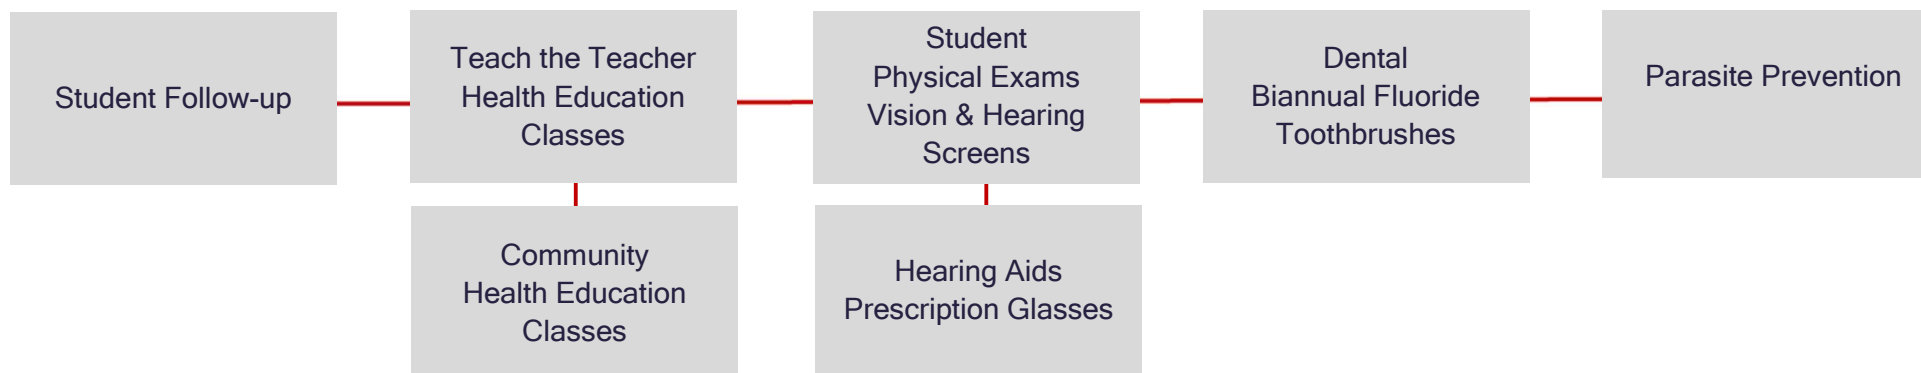 Student Follow-up
Teach the Teacher
Health Education
Classes
Student
Physical Exams
Vision & Hearing
Screens
Dental
Biannual Fluoride
Toothbrushes
Parasite Prevention
Community
Health Education
Classes
Hearing Aids
Prescription Glasses